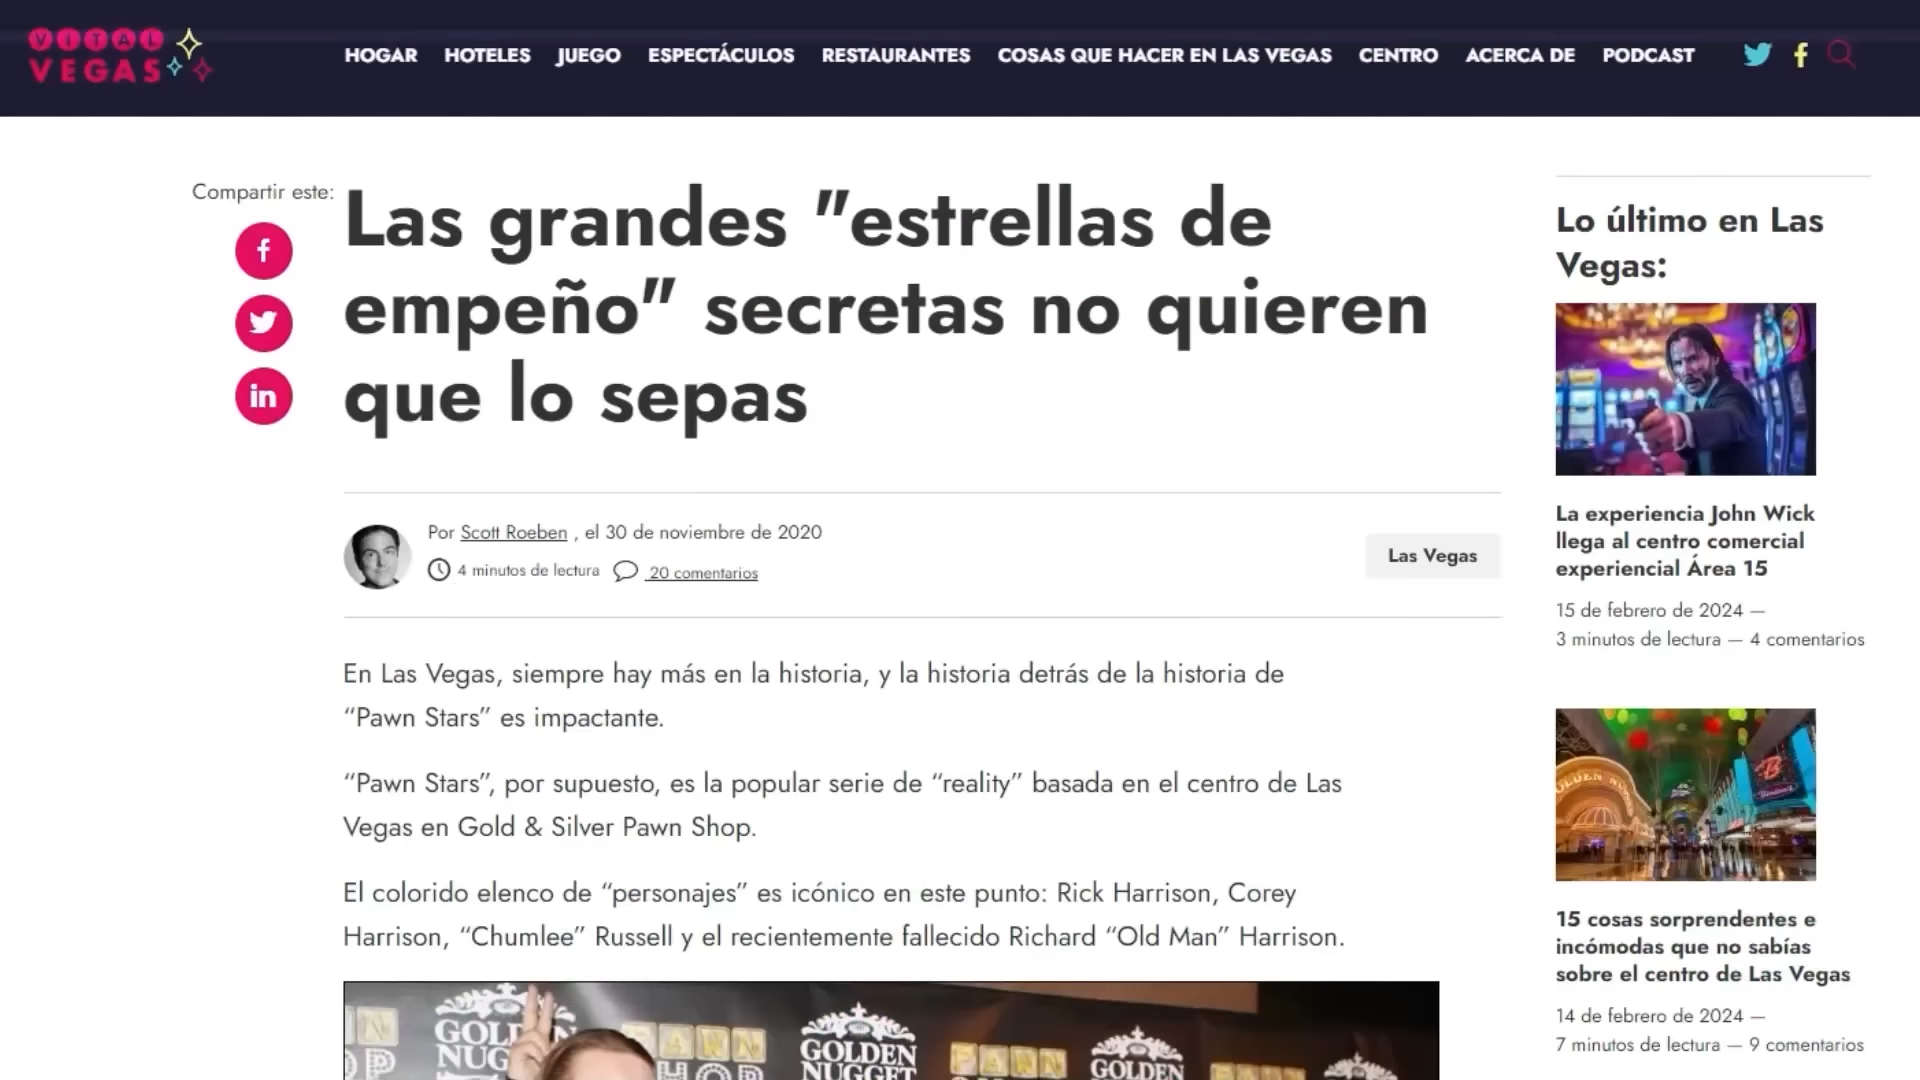 VITAL
VEGAS
HOGAR HOTELES JUEGO ESPECTÁCULOS RESTAURANTES COSAS QUE HACER EN LAS VEGAS CENTRO ACERCA DE PODCAST
Compartir este:
Las grandes "estrellas de
empeño" secretas no quieren
que lo sepas
Por Scott Roeben , el 30 de noviembre de 2020
4 minutos de lectura 20 comentarios
Las Vegas
En Las Vegas, siempre hay más en la historia, y la historia detrás de la historia de
“Pawn Stars” es impactante.
“Pawn Stars”, por supuesto, es la popular serie de “reality” basada en el centro de Las
Vegas en Gold & Silver Pawn Shop.
El colorido elenco de “personajes” es icónico en este punto: Rick Harrison, Corey
Harrison, “Chumlee” Russell y el recientemente fallecido Richard “Old Man” Harrison.
GOLDEN
NUGGET
PAWN
Lo último en Las
Vegas:
La experiencia John Wick
llega al centro comercial
experiencial Área 15
15 de febrero de 2024 —
3 minutos de lectura — 4 comentarios
15 cosas sorprendentes e
incómodas que no sabías
sobre el centro de Las Vegas
14 de febrero de 2024 —
7 minutos de lectura — 9 comentarios